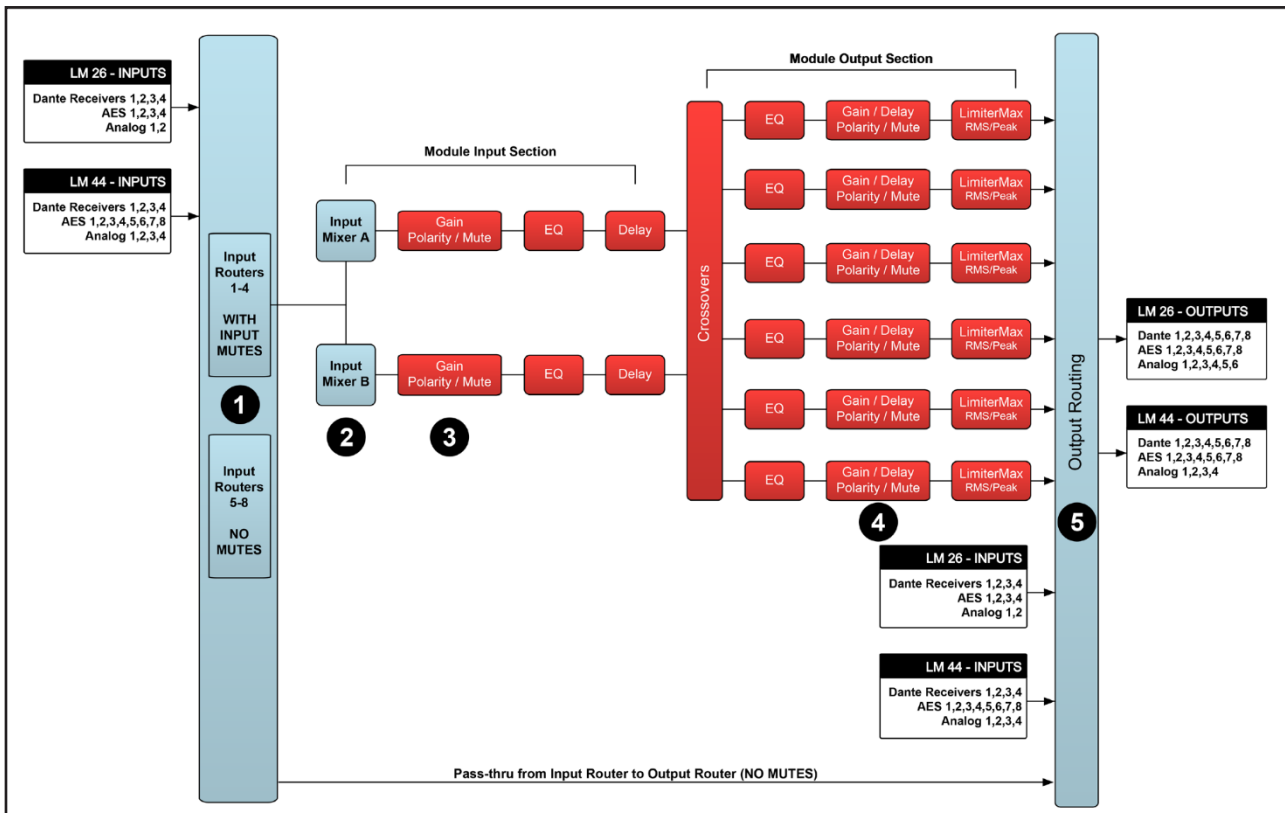 LM 26 - INPUTS
Dante Receivers 1,2,3,4
AES 1,2,3,4
Analog 1,2
LM 44 - INPUTS
Dante Receivers 1,2,3,4
AES 1,2,3,4,5,6,7,8
Analog 1,2,3,4
Input
Routers
1-4
WITH
INPUT
MUTES
1
Input
Routers
5-8
NO
MUTES
Module Input Section
Input
Mixer A
Gain
Polarity / Mute
EQ
Delay
Input
Mixer B
Gain
Polarity / Mute
EQ
Delay
2
3
Module Output Section
Crossovers
EQ
Gain / Delay
Polarity / Mute
LimiterMax
RMS/Peak
EQ
Gain / Delay
Polarity / Mute
LimiterMax
RMS/Peak
EQ
Gain / Delay
Polarity / Mute
LimiterMax
RMS/Peak
EQ
Gain / Delay
Polarity / Mute
LimiterMax
RMS/Peak
EQ
Gain / Delay
Polarity / Mute
LimiterMax
RMS/Peak
EQ
Gain / Delay
Polarity / Mute
LimiterMax
RMS/Peak
4
LM 26 - INPUTS
Dante Receivers 1,2,3,4
AES 1,2,3,4
Analog 1,2
LM 44 - INPUTS
Dante Receivers 1,2,3,4
AES 1,2,3,4,5,6,7,8
Analog 1,2,3,4
Output Routing
5
LM 26 - OUTPUTS
Dante 1,2,3,4,5,6,7,8
AES 1,2,3,4,5,6,7,8
Analog 1,2,3,4,5,6
LM 44 - OUTPUTS
Dante 1,2,3,4,5,6,7,8
AES 1,2,3,4,5,6,7,8
Analog 1,2,3,4
Pass-thru from Input Router to Output Router (NO MUTES)